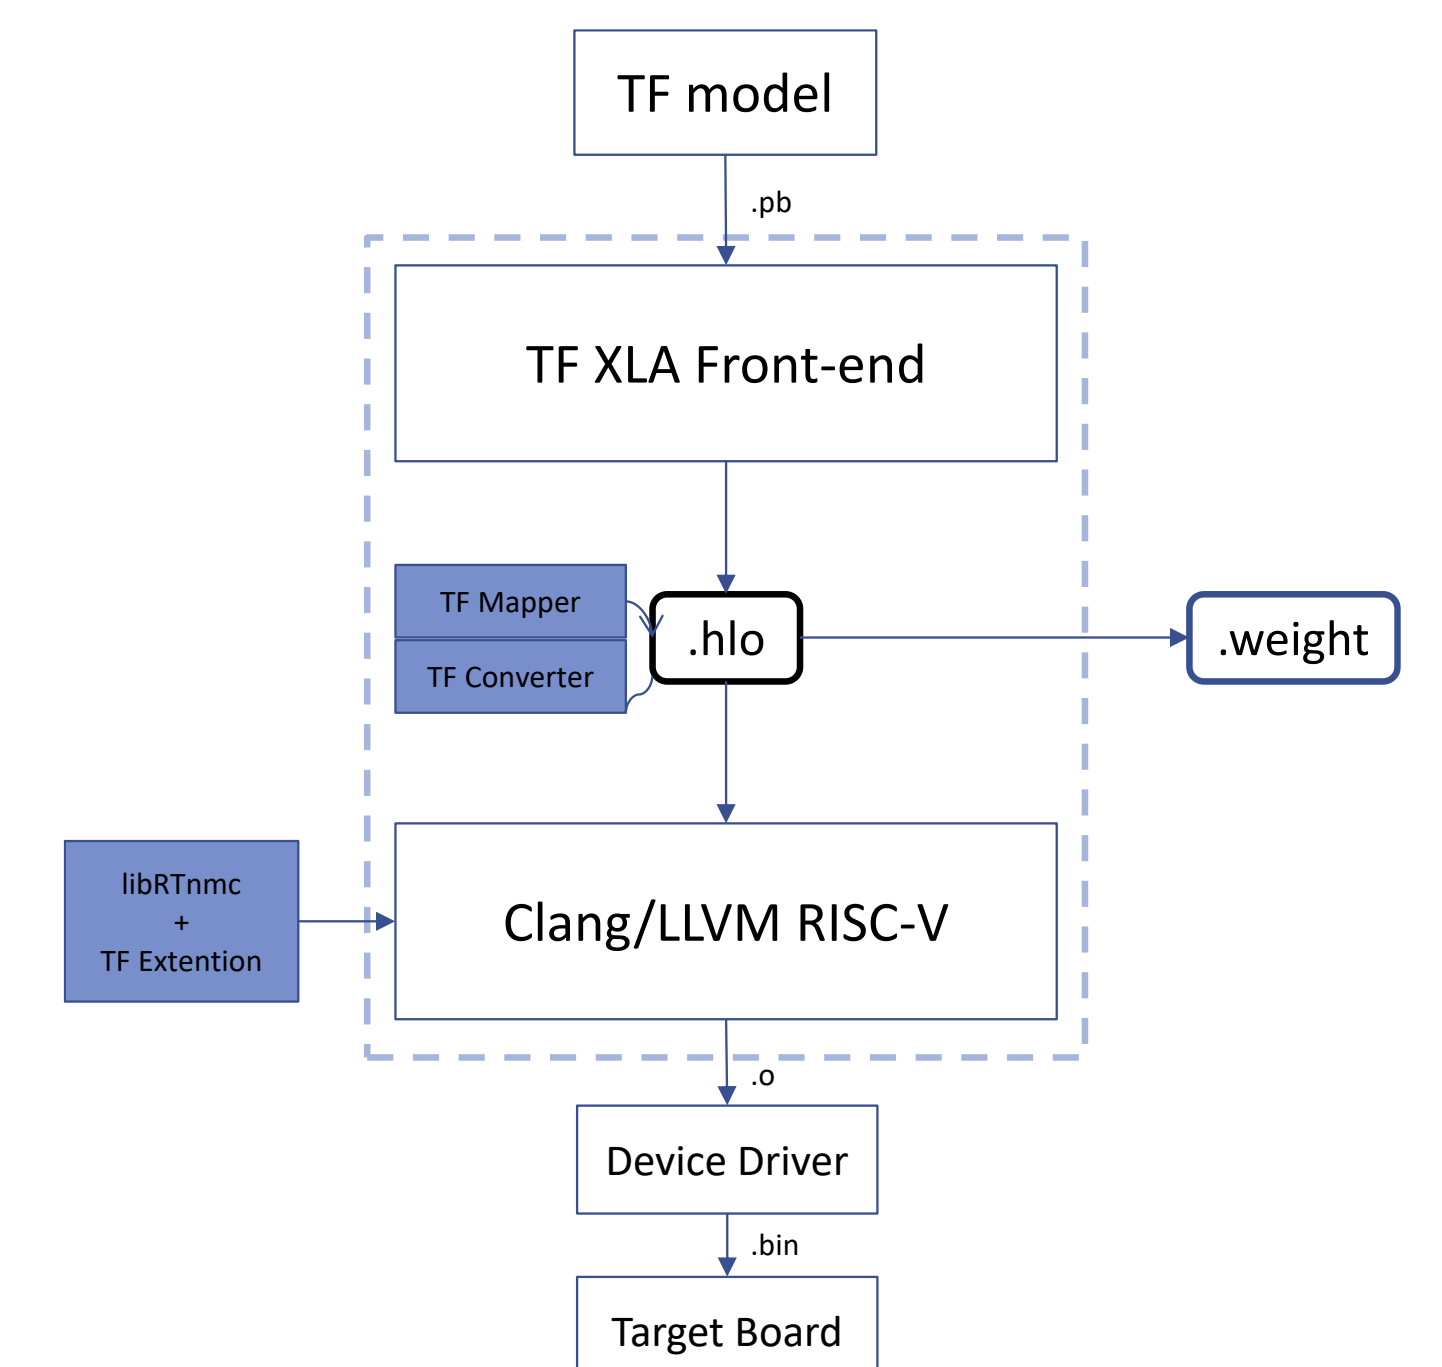 TF model
.pb
TF XLA Front-end
TF Mapper
.hlo
.weight
TF Converter
libRTnmc
+
TF Extention
Clang/LLVM RISC-V
.o
Device Driver
.bin
Target Board